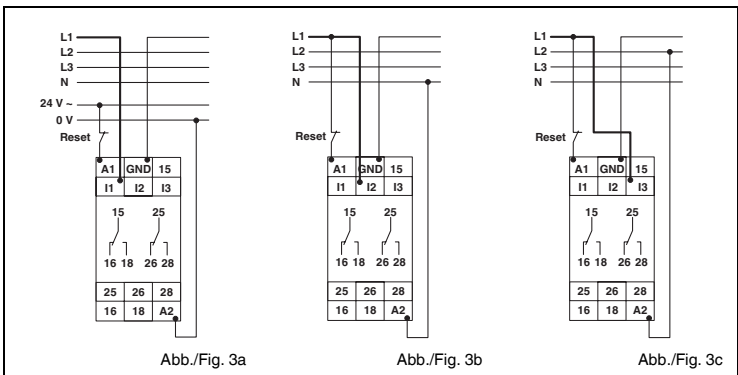 L1
L2
L3
N
24 V ~
0 V
Reset
A1 GND 15
I1 I2 I3
15 25
16 18 26 28
25 26 28
16 18 A2
Abb./Fig. 3a
L1
L2
L3
N
Reset
A1 GND 15
I1 I2 I3
15 25
16 18 26 28
25 26 28
16 18 A2
Abb./Fig. 3b
L1
L2
L3
N
Reset
A1 GND 15
I1 I2 I3
15 25
16 18 26 28
25 26 28
16 18 A2
Abb./Fig. 3c